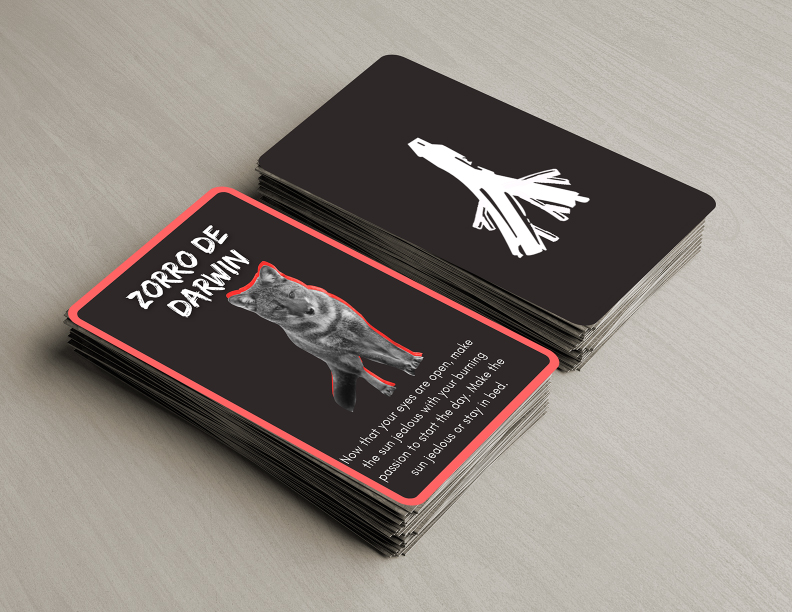 ZORRO DE
DARWIN
Now that your eyes are open, make
the sun jealous with your burning
passion to start the day. Make the
sun jealous or stay in bed.